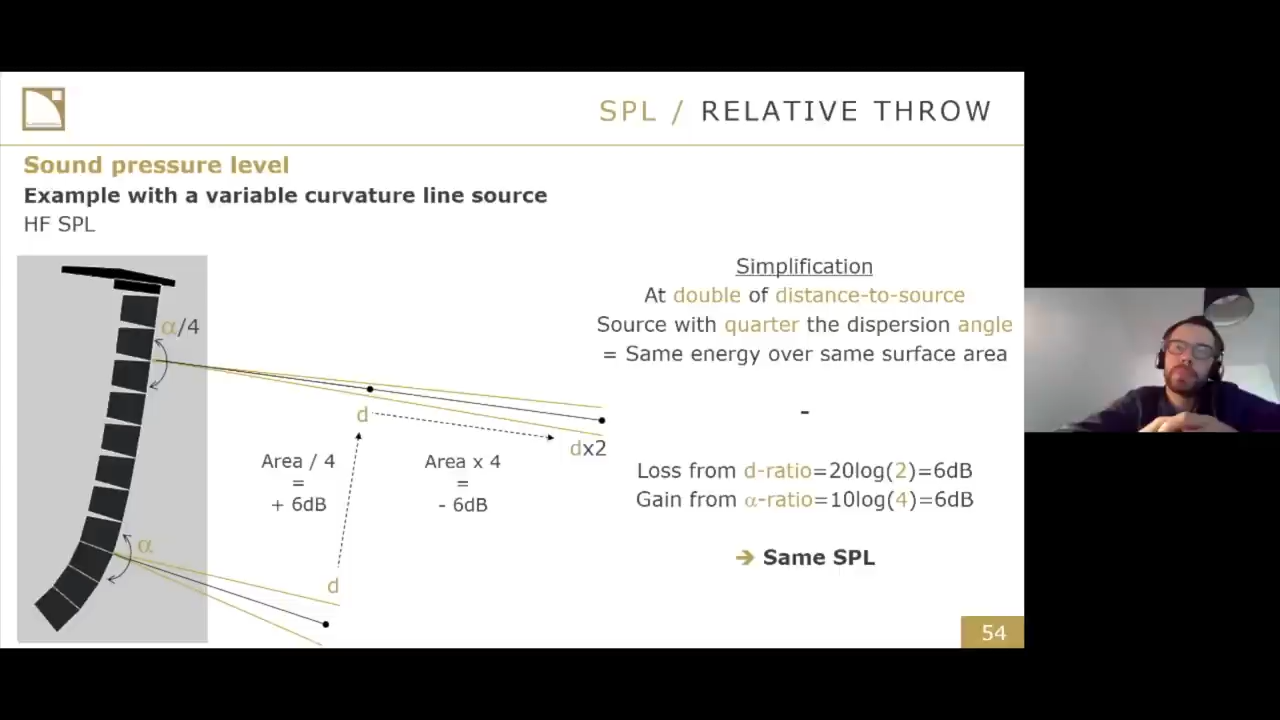 SPL / RELATIVE THROW
Sound pressure level
Example with a variable curvature line source
HF SPL
α/4
d
dx2
Area / 4
=
+ 6dB
Area x 4
=
- 6dB
α
d
Simplification
At double of distance-to-source
Source with quarter the dispersion angle
= Same energy over same surface area
-
Loss from d-ratio=20log(2)=6dB
Gain from α-ratio=10log(4)=6dB
➔ Same SPL
54